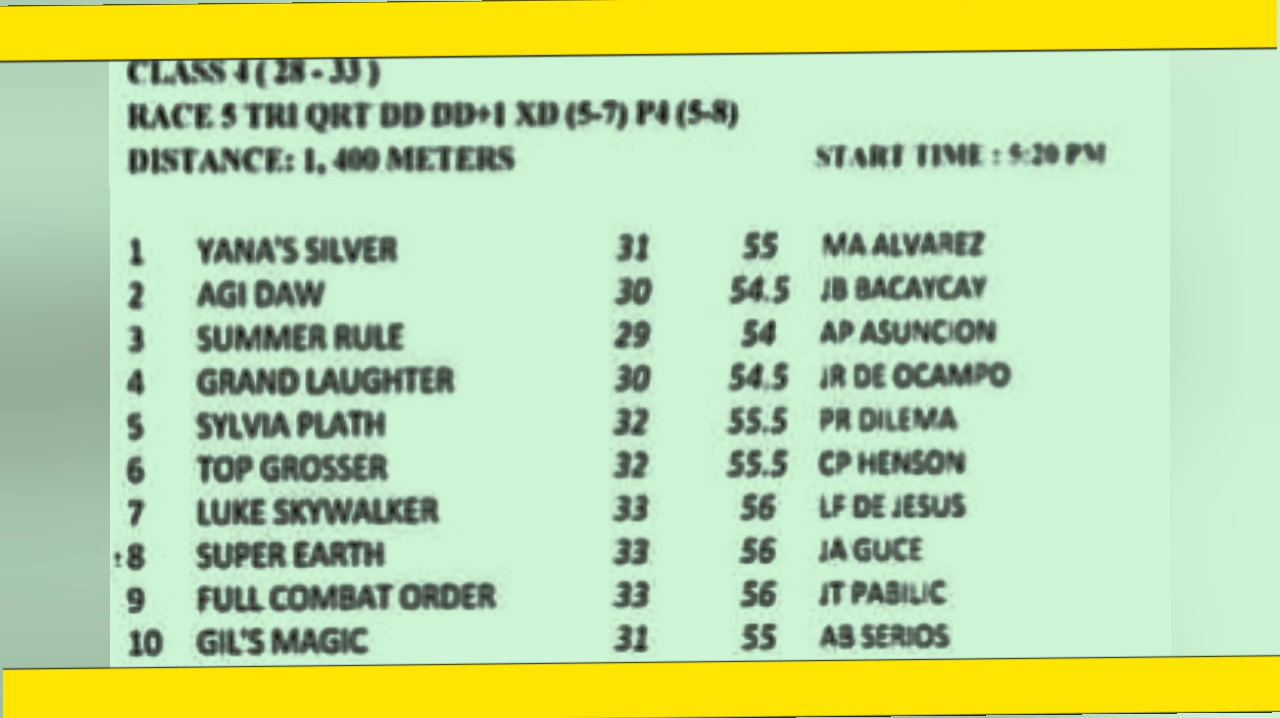 CLASS 4 ( 28 - 33 )
RACE 5 TRI QRT DD DD+1 XD (5-7) P4 (5-8)
DISTANCE: 1, 400 METERS START TIME : 5:20 PM
1 YANA'S SILVER 31 55 MA ALVAREZ
2 AGI DAW 30 54.5 JB BACAYCAY
3 SUMMER RULE 29 54 AP ASUNCION
4 GRAND LAUGHTER 30 54.5 JR DE OCAMPO
5 SYLVIA PLATH 32 55.5 PR DILEMA
6 TOP GROSSER 32 55.5 CP HENSON
7 LUKE SKYWALKER 33 56 LF DE JESUS
8 SUPER EARTH 33 56 JA GUCE
9 FULL COMBAT ORDER 33 56 JT PABILIC
10 GIL'S MAGIC 31 55 AB SERIOS